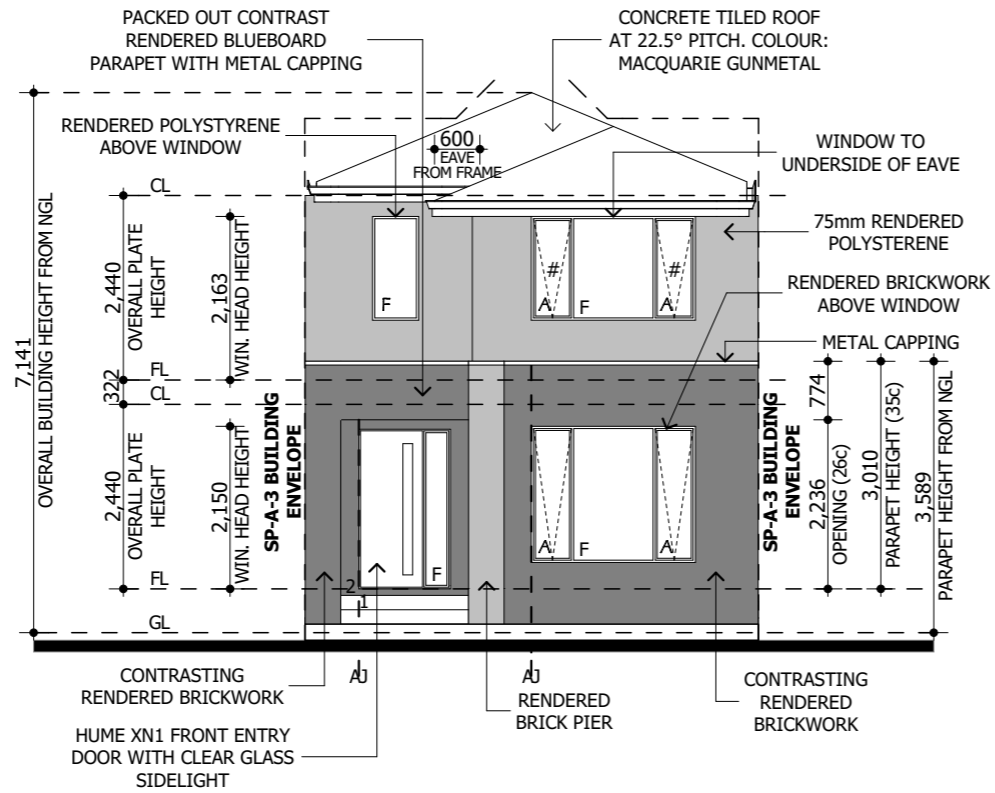 PACKED OUT CONTRAST
RENDERED BLUEBOARD
PARAPET WITH METAL CAPPING
CONCRETE TILED ROOF
AT 22.5° PITCH. COLOUR:
MACQUARIE GUNMETAL
RENDERED POLYSTYRENE
ABOVE WINDOW
600
EAVE
FROM FRAME
WINDOW TO
UNDERSIDE OF EAVE
75mm RENDERED
POLYSTERENE
RENDERED BRICKWORK
ABOVE WINDOW
METAL CAPPING
7,141
OVERALL BUILDING HEIGHT FROM NGL
CL
2,440
OVERALL PLATE
HEIGHT
2,163
WIN. HEAD HEIGHT
FL
322
CL
2,440
OVERALL PLATE
HEIGHT
2,150
WIN. HEAD HEIGHT
FL
GL
SP-A-3 BUILDING
ENVELOPE
F
#
A
F
#
A
F
2
1
A
F
A
SP-A-3 BUILDING
ENVELOPE
774
2,236
OPENING (26c)
3,010
PARAPET HEIGHT (35c)
3,589
PARAPET HEIGHT FROM NGL
AJ
AJ
CONTRASTING
RENDERED BRICKWORK
HUME XN1 FRONT ENTRY
DOOR WITH CLEAR GLASS
SIDELIGHT
RENDERED
BRICK PIER
CONTRASTING
RENDERED
BRICKWORK